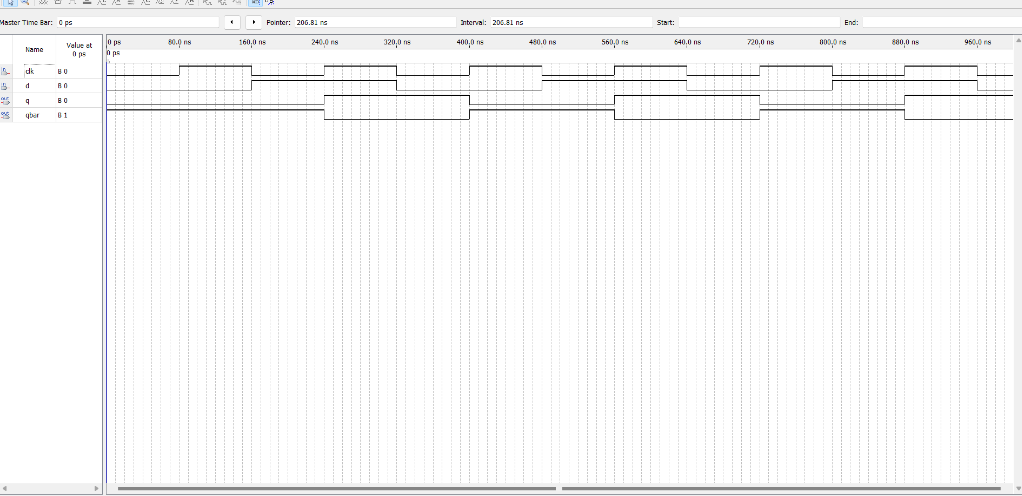 Master Time Bar: 0 ps Pointer: 206.81 ns Interval: 206.81 ns Start: End:
Name Value at 0 ps
0 ps 80.0 ns 160.0 ns 240.0 ns 320.0 ns 400.0 ns 480.0 ns 560.0 ns 640.0 ns 720.0 ns 800.0 ns 880.0 ns 960.0 ns
0 ps
clk B 0
d B 0
q B 0
qbar B 1